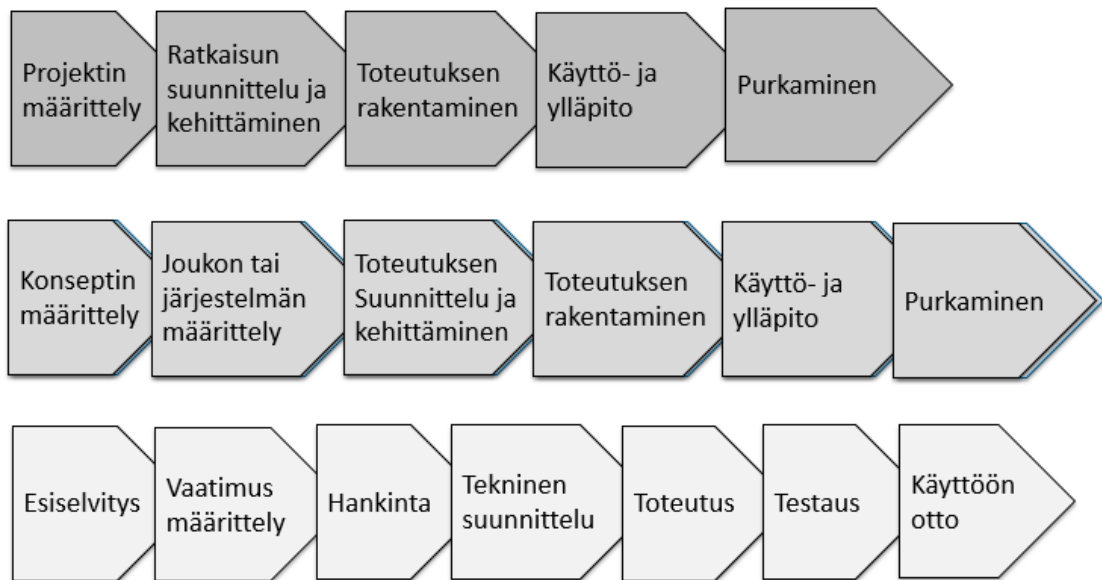 Projektin
määrittely
Ratkaisun
suunnittelu ja
kehittäminen
Toteutuksen
rakentaminen
Käyttö- ja
ylläpito
Purkaminen
Konseptin
määrittely
Joukon tai
järjestelmän
määrittely
Toteutuksen
Suunnittelu ja
kehittäminen
Toteutuksen
rakentaminen
Käyttö- ja
ylläpito
Purkaminen
Esiselvitys
Vaatimus
määrittely
Hankinta
Tekninen
suunnittelu
Toteutus
Testaus
Käyttöön
otto